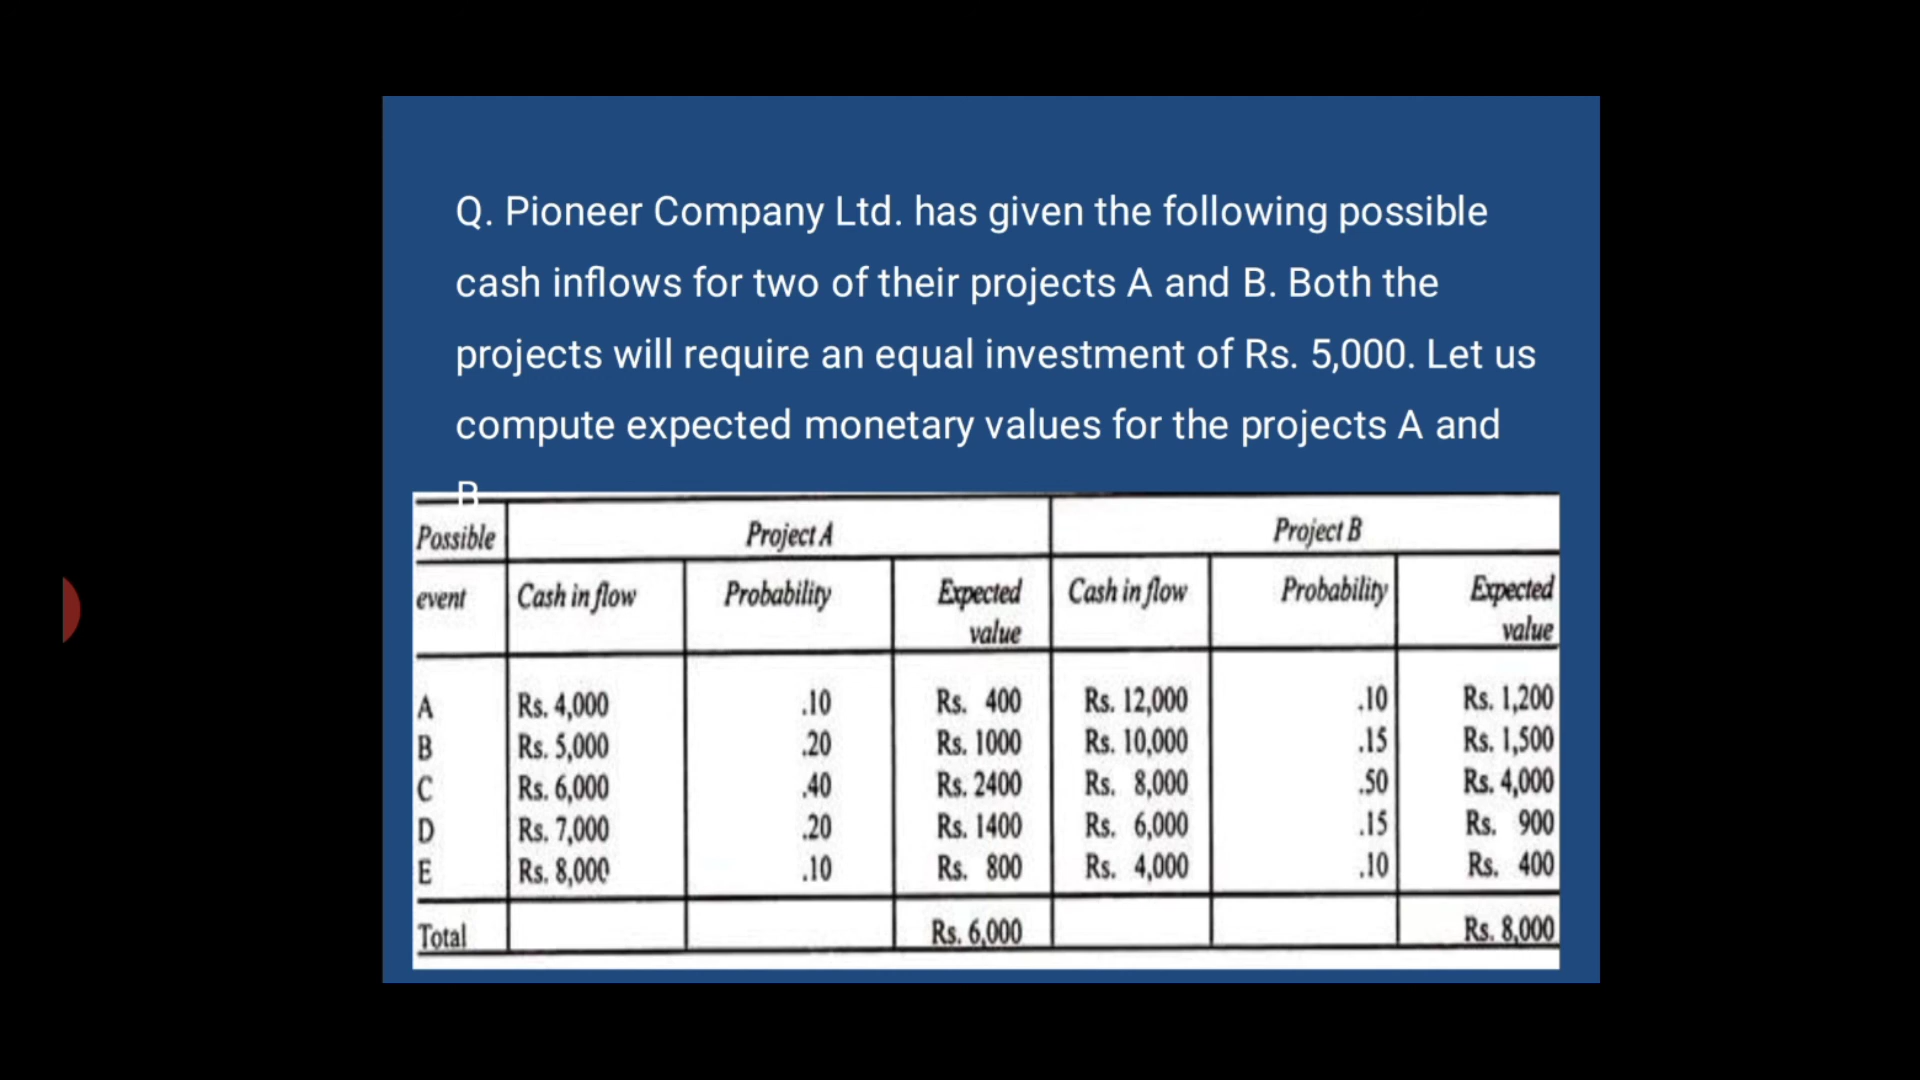 Q. Pioneer Company Ltd. has given the following possible
cash inflows for two of their projects A and B. Both the
projects will require an equal investment of Rs. 5,000. Let us
compute expected monetary values for the projects A and
B
Possible Project A Project B
event Cash in flow Probability Expected value Cash in flow Probability Expected value
A Rs. 4,000 .10 Rs. 400 Rs. 12,000 .10 Rs. 1,200
B Rs. 5,000 .20 Rs. 1000 Rs. 10,000 .15 Rs. 1,500
C Rs. 6,000 .40 Rs. 2400 Rs. 8,000 .50 Rs. 4,000
D Rs. 7,000 .20 Rs. 1400 Rs. 6,000 .15 Rs. 900
E Rs. 8,000 .10 Rs. 800 Rs. 4,000 .10 Rs. 400
Total Rs. 6,000 Rs. 8,000